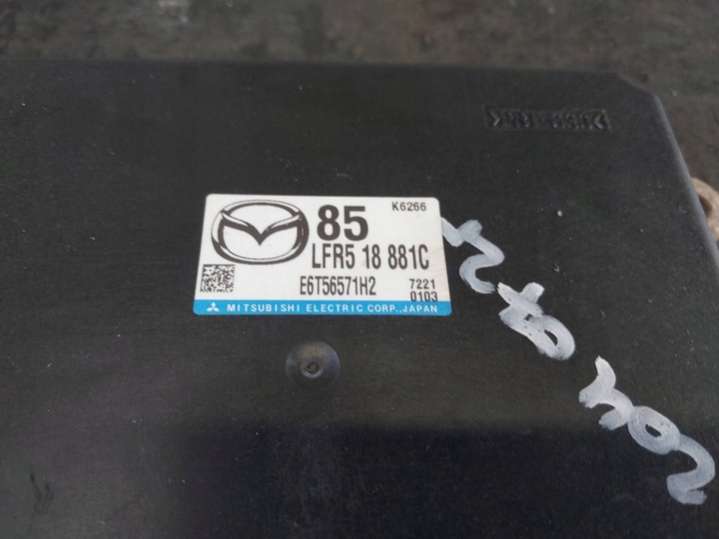 K6266
85
LFR5 18 881C
E6T56571H2
7221
0103
MITSUBISHI ELECTRIC CORP., JAPAN